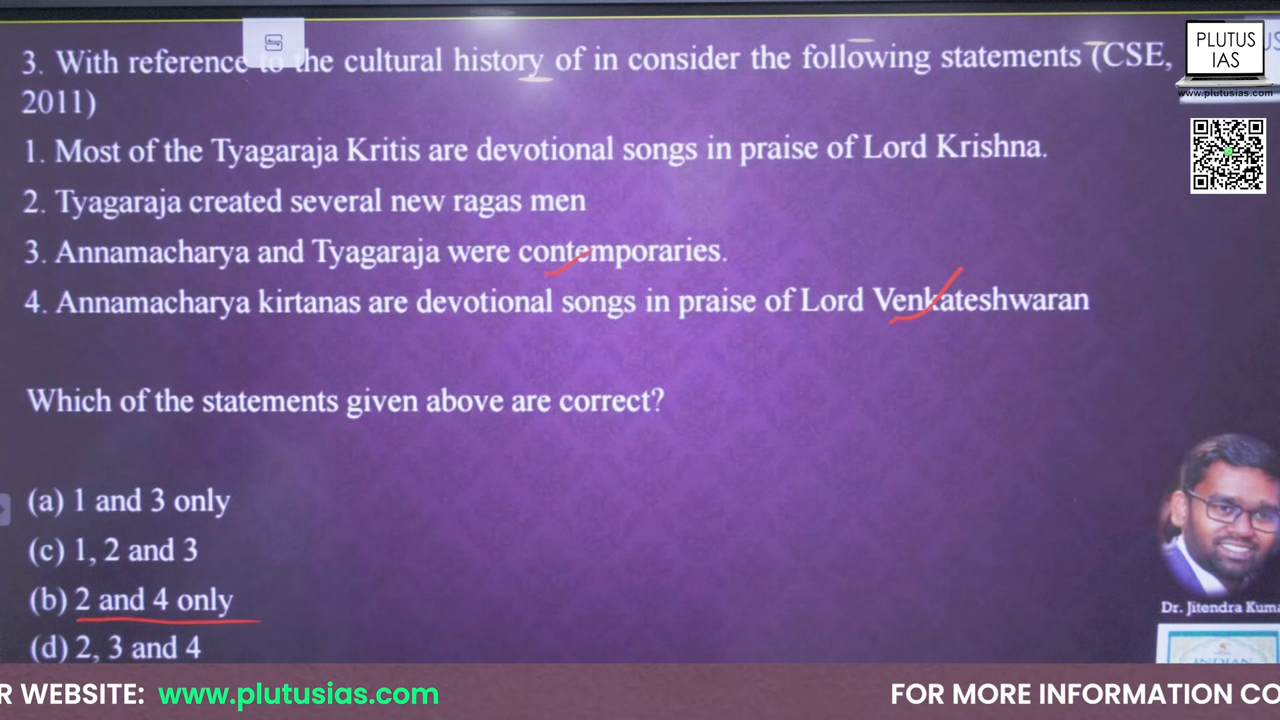 3. With reference to the cultural history of in consider the following statements (CSE,
2011)
1. Most of the Tyagaraja Kritis are devotional songs in praise of Lord Krishna.
2. Tyagaraja created several new ragas men
3. Annamacharya and Tyagaraja were contemporaries.
4. Annamacharya kirtanas are devotional songs in praise of Lord Venkateshwaran
Which of the statements given above are correct?
(a) 1 and 3 only
(c) 1, 2 and 3
(b) 2 and 4 only
(d) 2, 3 and 4
PLUTUS
IAS
www.plutusias.com
Dr. Jitendra Kuma
INDIAN
R WEBSITE: www.plutusias.com
FOR MORE INFORMATION CO